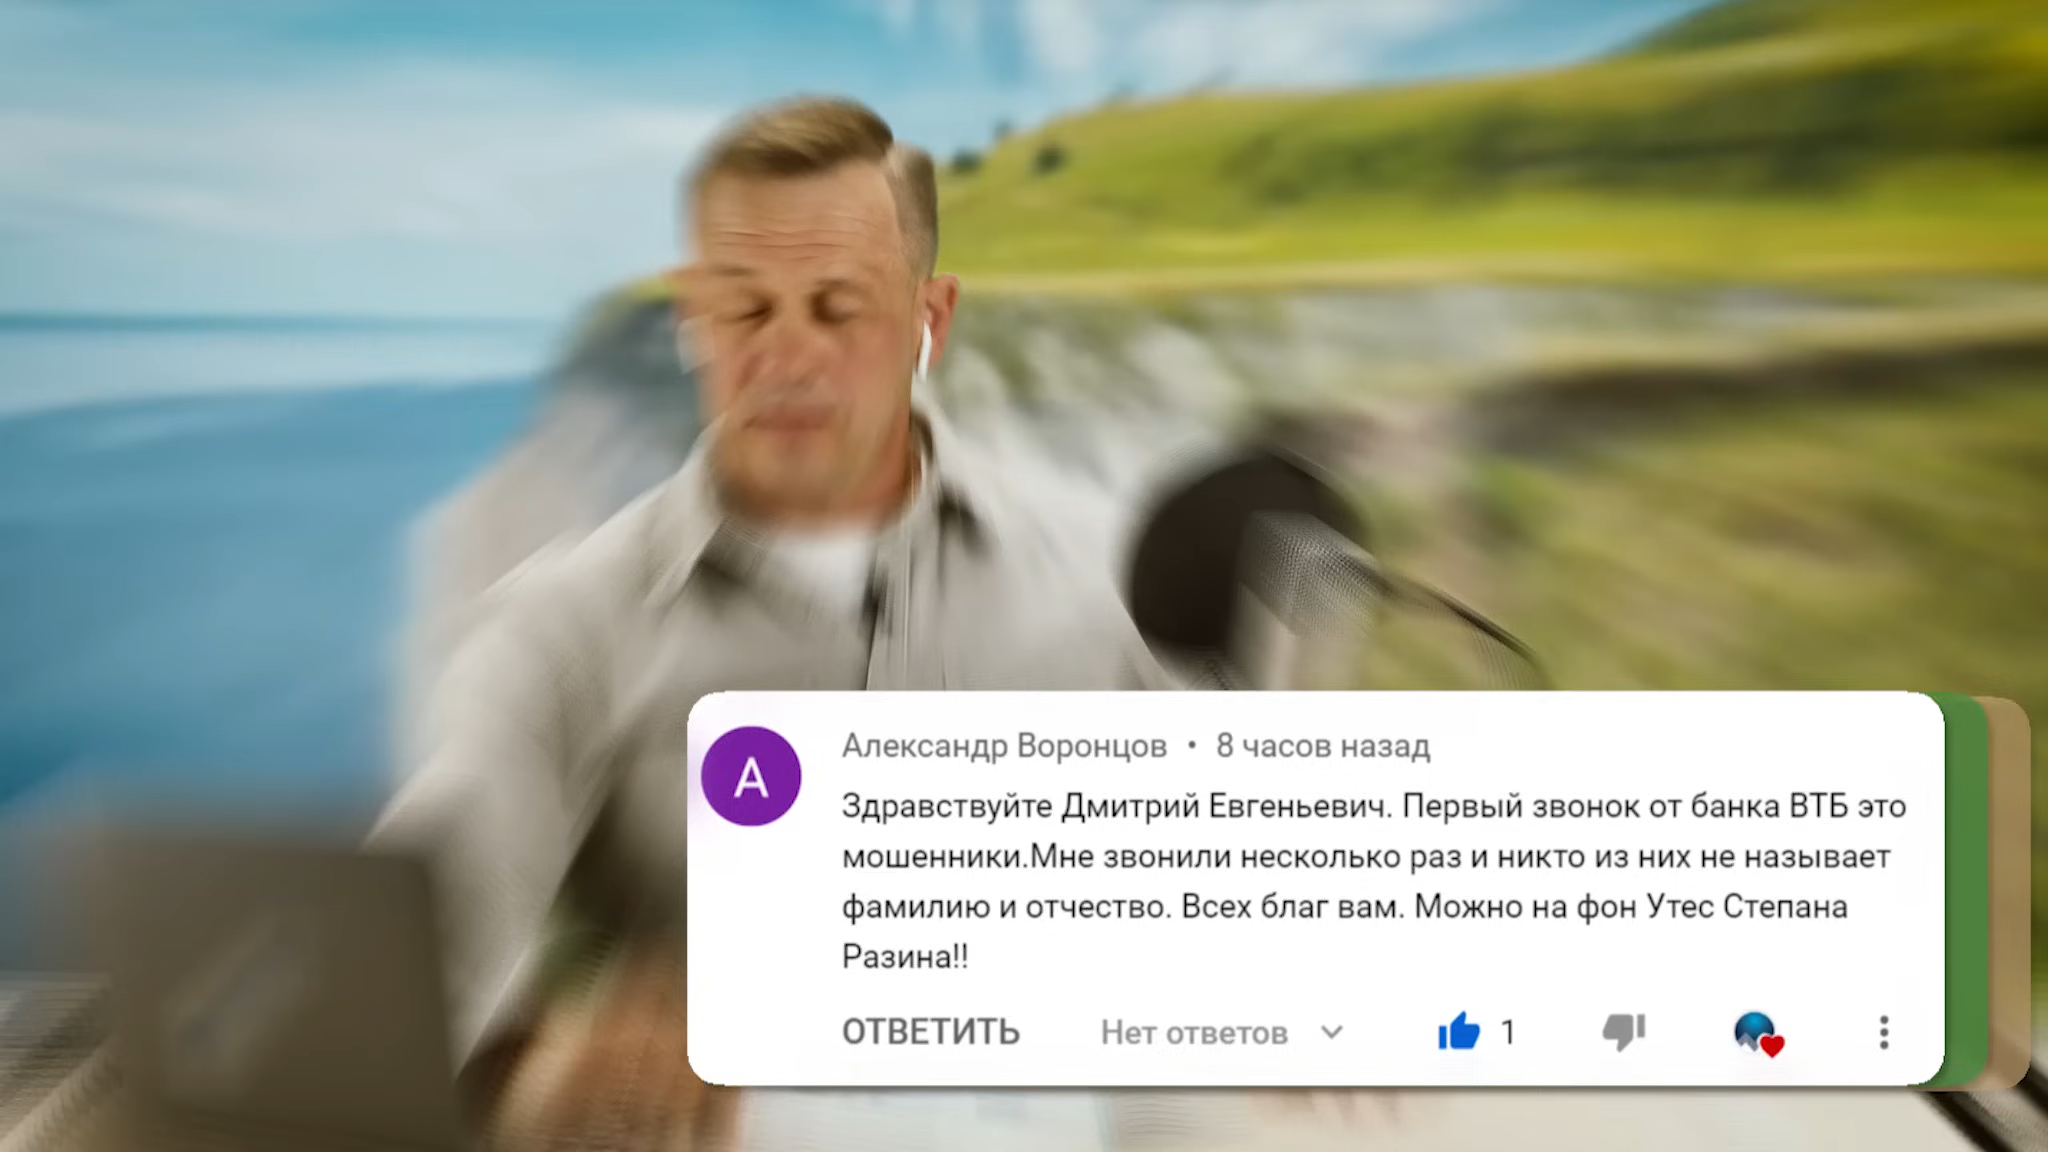 А
Александр Воронцов • 8 часов назад
Здравствуйте Дмитрий Евгеньевич. Первый звонок от банка ВТБ это
мошенники.Мне звонили несколько раз и никто из них не называет
фамилию и отчество. Всех благ вам. Можно на фон Утес Степана
Разина!!
ОТВЕТИТЬ Нет ответов 1